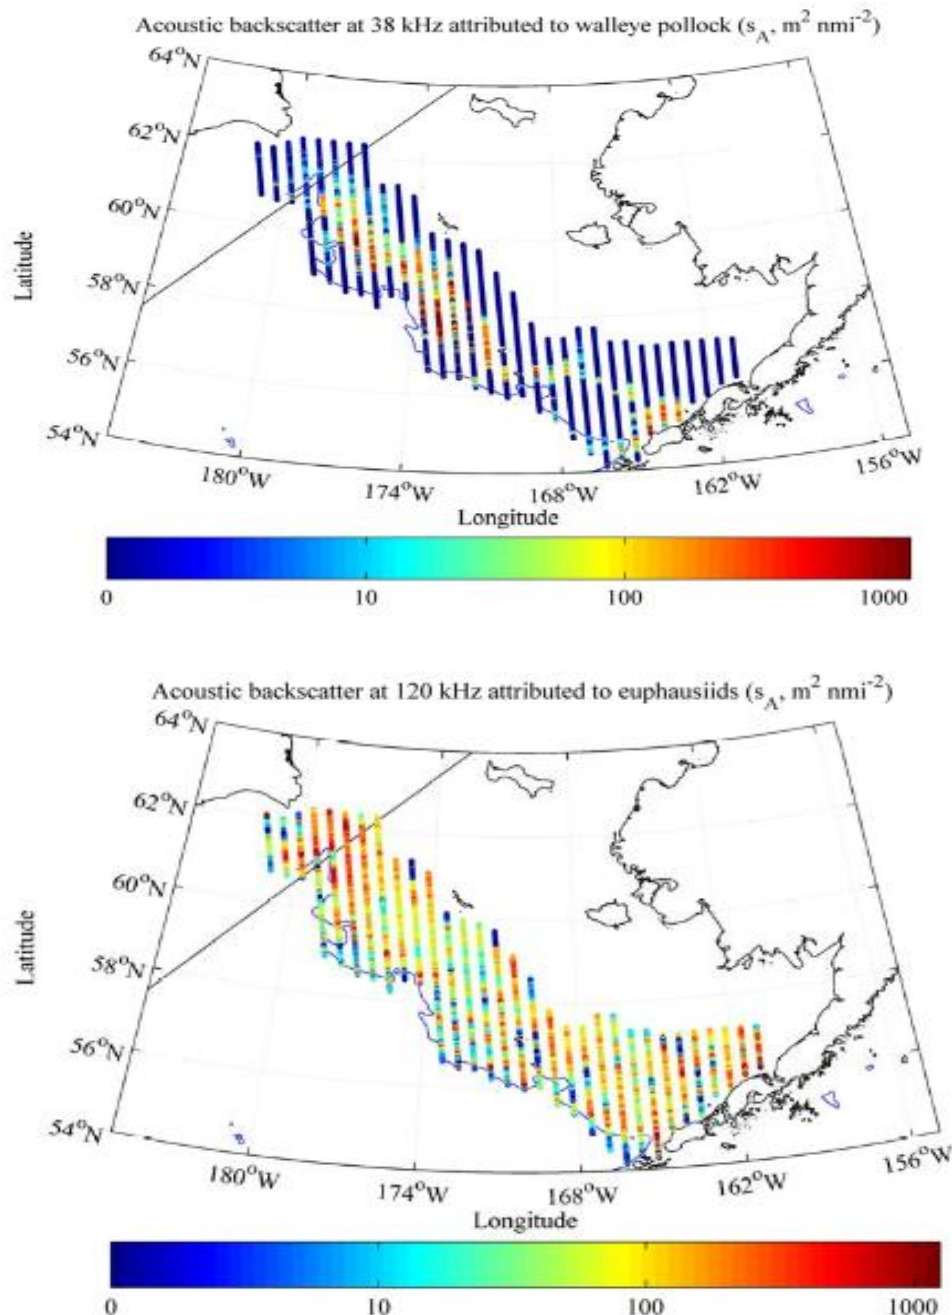 Acoustic backscatter at 38 kHz attributed to walleye pollock (s_A, m² nmi⁻²)
64°N
62°N
60°N
58°N
56°N
54°N
Latitude
180°W
174°W
168°W
162°W
156°W
Longitude
0 10 100 1000
Acoustic backscatter at 120 kHz attributed to euphausiids (s_A, m² nmi⁻²)
64°N
62°N
60°N
58°N
56°N
54°N
Latitude
180°W
174°W
168°W
162°W
156°W
Longitude
0 10 100 1000